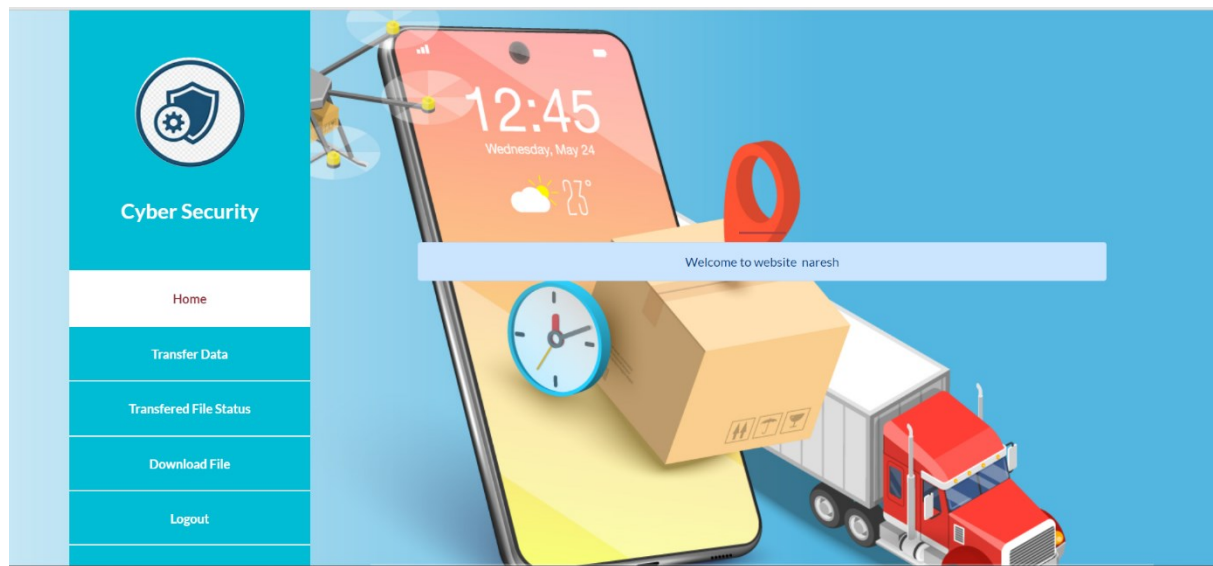 Cyber Security
Home
Transfer Data
Transfered File Status
Download File
Logout
12:45
Wednesday, May 24
23°
Welcome to website naresh